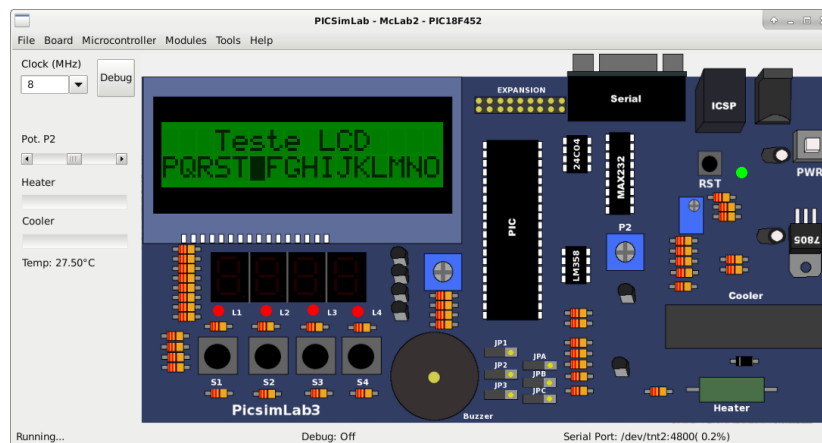 PICSimLab - McLab2 - PIC18F452
File Board Microcontroller Modules Tools Help
Clock (MHz)
8
Debug
Pot. P2
Heater
Cooler
Temp: 27.50°C
Teste LCD
PQRST█FGHIJKLMNO
EXPANSION
Serial
ICSP
24C04
MAX232
RST
PWR
PIC
P2
LM358
7805
L1 L2 L3 L4
Cooler
JP1
JPA
JP2
JPB
JP3
JPC
S1 S2 S3 S4
PicsimLab3
Buzzer
Heater
Running...
Debug: Off
Serial Port: /dev/tnt2:4800( 0.2%)